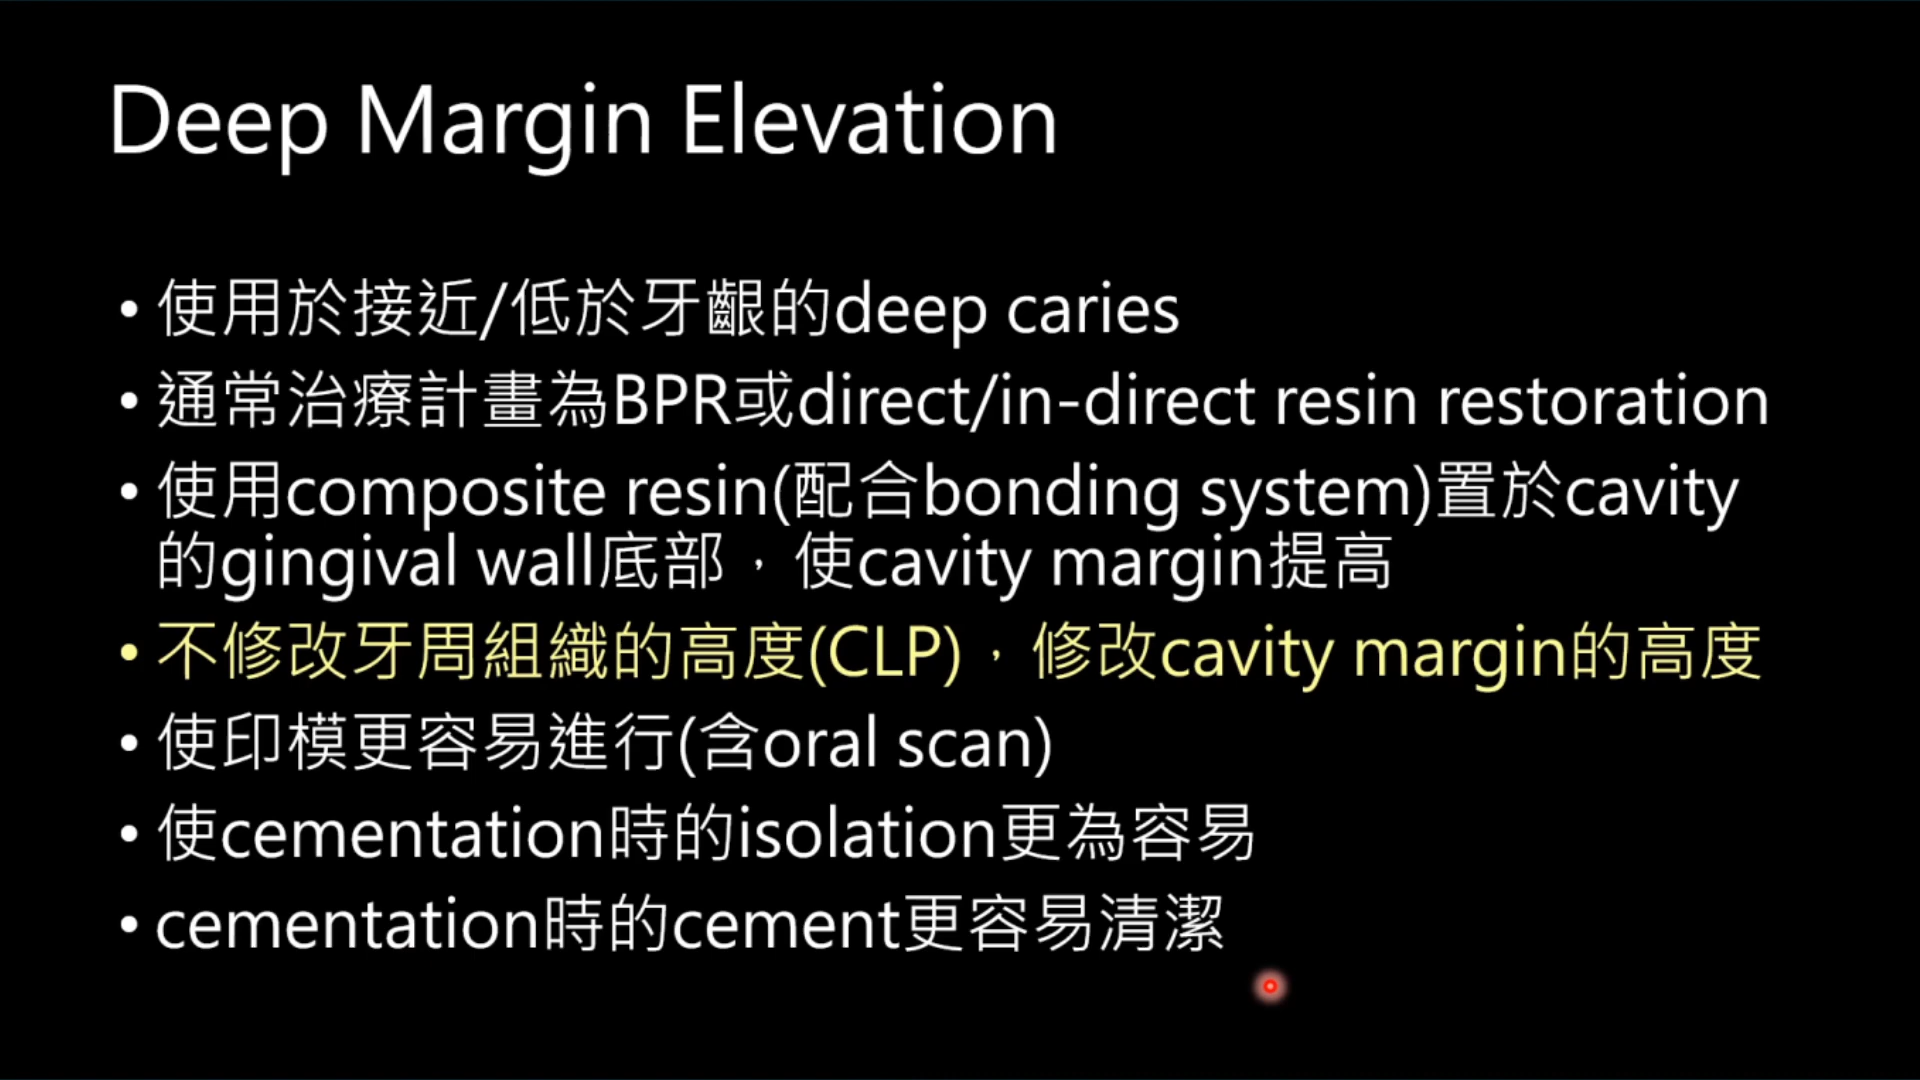 Deep Margin Elevation
• 使用於接近/低於牙齦的deep caries
• 通常治療計畫為BPR或direct/in-direct resin restoration
• 使用composite resin(配合bonding system)置於cavity
的gingival wall底部，使cavity margin提高
• 不修改牙周組織的高度(CLP)，修改cavity margin的高度
• 使印模更容易進行(含oral scan)
• 使cementation時的isolation更為容易
• cementation時的cement更容易清潔